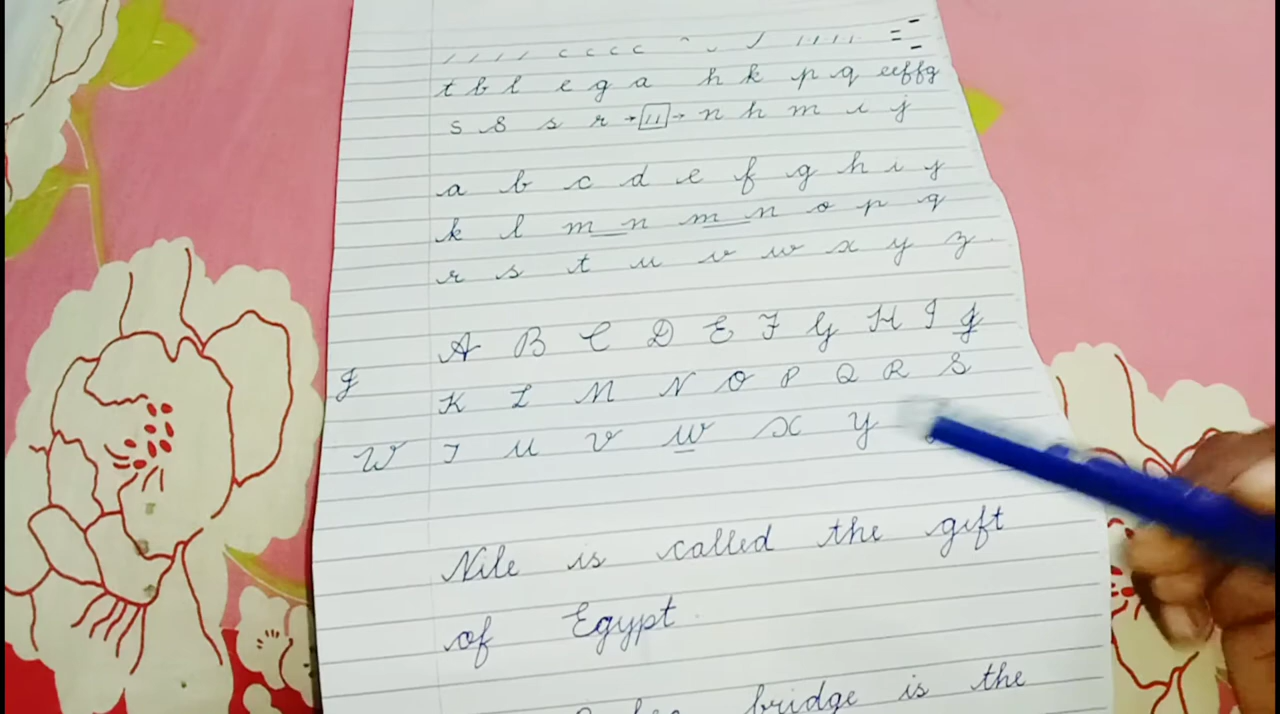 t b l e g a h k p q eeffg
s s s r n h m i j
a b c d e f g h i y
k l m n m n o p q
r s t u v w x y z
A B C D E F G H I J
J K L M N O P Q R S
W T U V W X Y
Nile is called the gift
of Egypt.
bridge is the